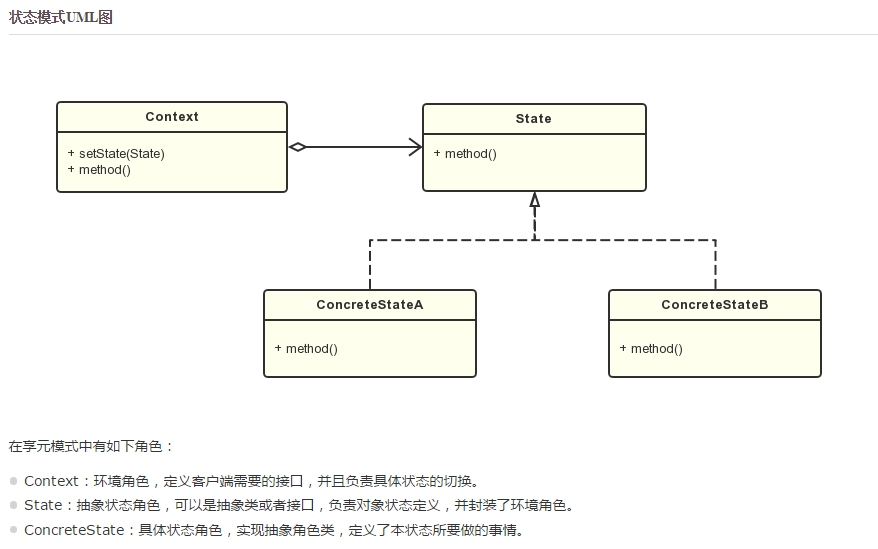 状态模式UML图
Context
+ setState(State)
+ method()
State
+ method()
ConcreteStateA
+ method()
ConcreteStateB
+ method()
在享元模式中有如下角色：
Context：环境角色，定义客户端需要的接口，并且负责具体状态的切换。
State：抽象状态角色，可以是抽象类或者接口，负责对象状态定义，并封装了环境角色。
ConcreteState：具体状态角色，实现抽象角色类，定义了本状态所要做的事情。